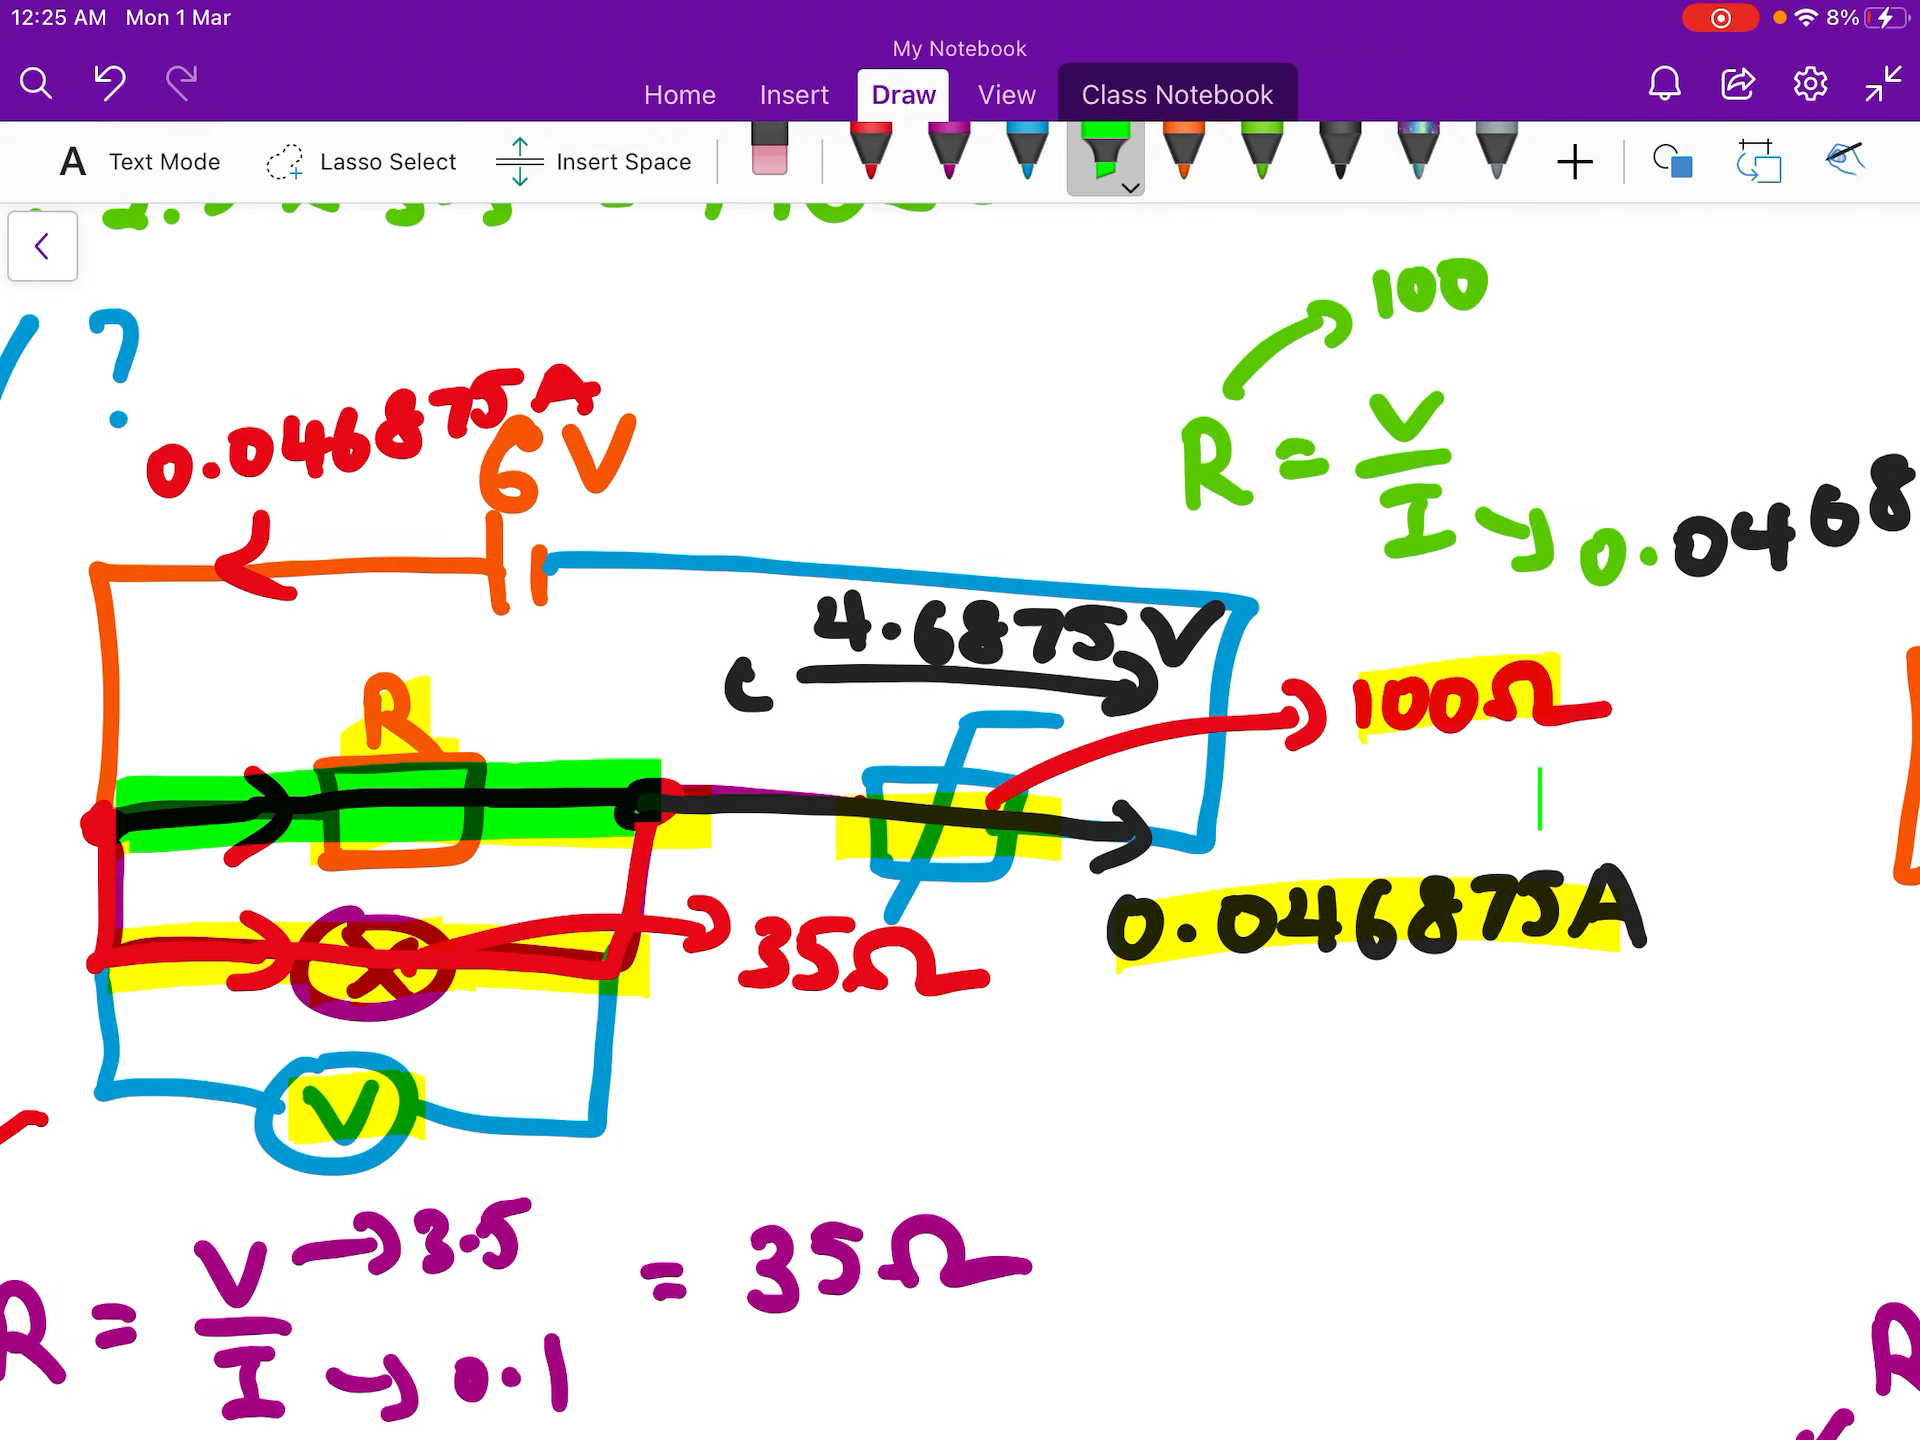 12:25 AM Mon 1 Mar 8%
My Notebook
Home Insert Draw View Class Notebook
A Text Mode Lasso Select Insert Space
100
?
0.046875A
6V
R = V/I → 0.0468
4.6875V
R
100Ω
0.046875A
35Ω
V
R = V → 3.5 = 35Ω
I → 0.1
R